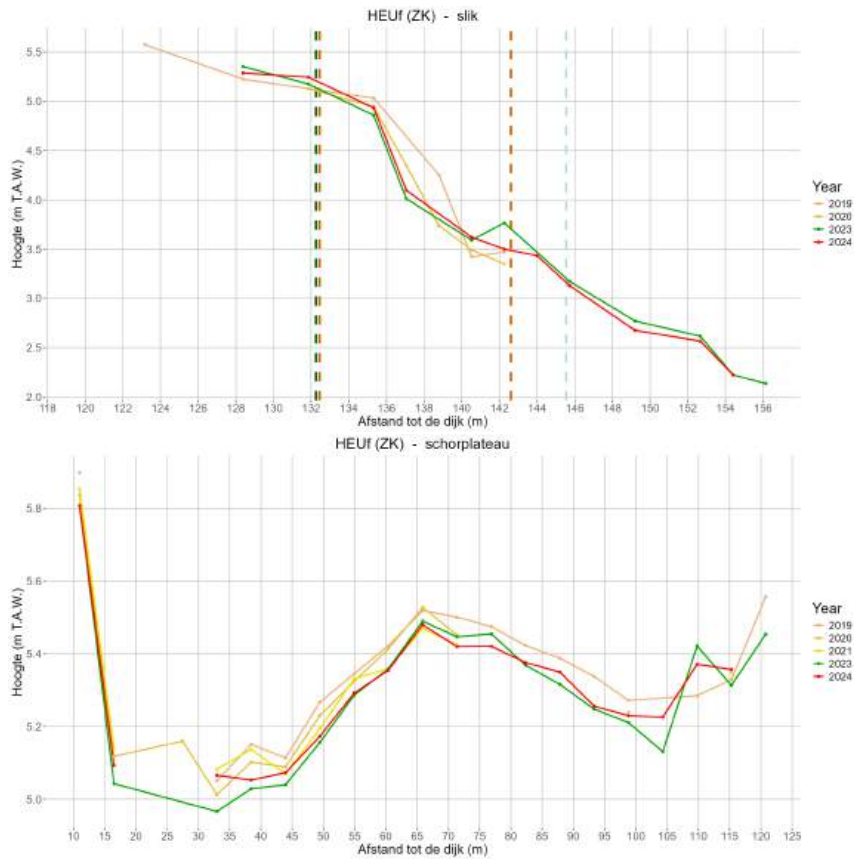 HEUf (ZK) - slik
5.5
5.0
4.5
4.0
3.5
3.0
2.5
2.0
Hoogte (m T.A.W.)
118 120 122 124 126 128 130 132 134 136 138 140 142 144 146 148 150 152 154 156
Afstand tot de dijk (m)
Year
2019
2020
2023
2024
HEUf (ZK) - schorplateau
5.8
5.6
5.4
5.2
5.0
Hoogte (m T.A.W.)
10 15 20 25 30 35 40 45 50 55 60 65 70 75 80 85 90 95 100 105 110 115 120 125
Afstand tot de dijk (m)
Year
2019
2020
2021
2023
2024